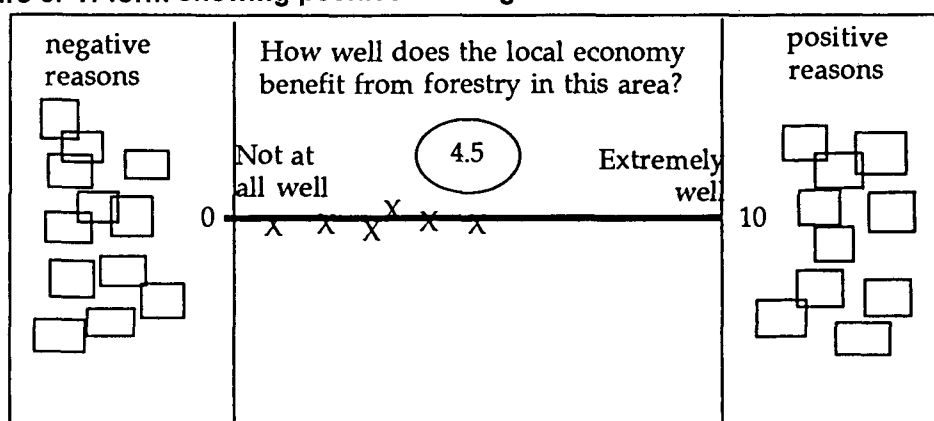 negative
reasons
How well does the local economy
benefit from forestry in this area?
positive
reasons
4.5
Not at
all well
Extremely
well
0
10
X X X X X X